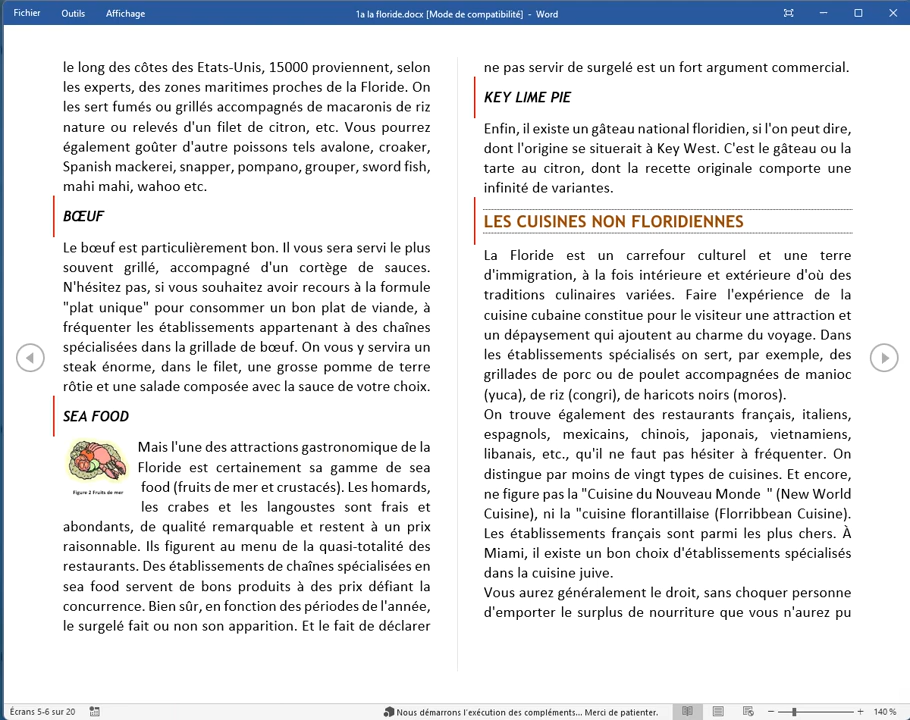 Fichier Outils Affichage 1a la floride.docx [Mode de compatibilité] - Word
le long des côtes des Etats-Unis, 15000 proviennent, selon
les experts, des zones maritimes proches de la Floride. On
les sert fumés ou grillés accompagnés de macaronis de riz
nature ou relevés d'un filet de citron, etc. Vous pourrez
également goûter d'autre poissons tels avalone, croaker,
Spanish mackerei, snapper, pompano, grouper, sword fish,
mahi mahi, wahoo etc.
BŒUF
Le bœuf est particulièrement bon. Il vous sera servi le plus
souvent grillé, accompagné d'un cortège de sauces.
N'hésitez pas, si vous souhaitez avoir recours à la formule
"plat unique" pour consommer un bon plat de viande, à
fréquenter les établissements appartenant à des chaînes
spécialisées dans la grillade de bœuf. On vous y servira un
steak énorme, dans le filet, une grosse pomme de terre
rôtie et une salade composée avec la sauce de votre choix.
SEA FOOD
Mais l'une des attractions gastronomique de la
Floride est certainement sa gamme de sea
food (fruits de mer et crustacés). Les homards,
Figure 2 Fruits de mer
les crabes et les langoustes sont frais et
abondants, de qualité remarquable et restent à un prix
raisonnable. Ils figurent au menu de la quasi-totalité des
restaurants. Des établissements de chaînes spécialisées en
sea food servent de bons produits à des prix défiant la
concurrence. Bien sûr, en fonction des périodes de l'année,
le surgelé fait ou non son apparition. Et le fait de déclarer
ne pas servir de surgelé est un fort argument commercial.
KEY LIME PIE
Enfin, il existe un gâteau national floridien, si l'on peut dire,
dont l'origine se situerait à Key West. C'est le gâteau ou la
tarte au citron, dont la recette originale comporte une
infinité de variantes.
LES CUISINES NON FLORIDIENNES
La Floride est un carrefour culturel et une terre
d'immigration, à la fois intérieure et extérieure d'où des
traditions culinaires variées. Faire l'expérience de la
cuisine cubaine constitue pour le visiteur une attraction et
un dépaysement qui ajoutent au charme du voyage. Dans
les établissements spécialisés on sert, par exemple, des
grillades de porc ou de poulet accompagnées de manioc
(yuca), de riz (congri), de haricots noirs (moros).
On trouve également des restaurants français, italiens,
espagnols, mexicains, chinois, japonais, vietnamiens,
libanais, etc., qu'il ne faut pas hésiter à fréquenter. On
distingue par moins de vingt types de cuisines. Et encore,
ne figure pas la "Cuisine du Nouveau Monde " (New World
Cuisine), ni la "cuisine florantillaise (Florribbean Cuisine).
Les établissements français sont parmi les plus chers. À
Miami, il existe un bon choix d'établissements spécialisés
dans la cuisine juive.
Vous aurez généralement le droit, sans choquer personne
d'emporter le surplus de nourriture que vous n'aurez pu
Écrans 5-6 sur 20 Nous démarrons l'exécution des compléments... Merci de patienter. 140 %